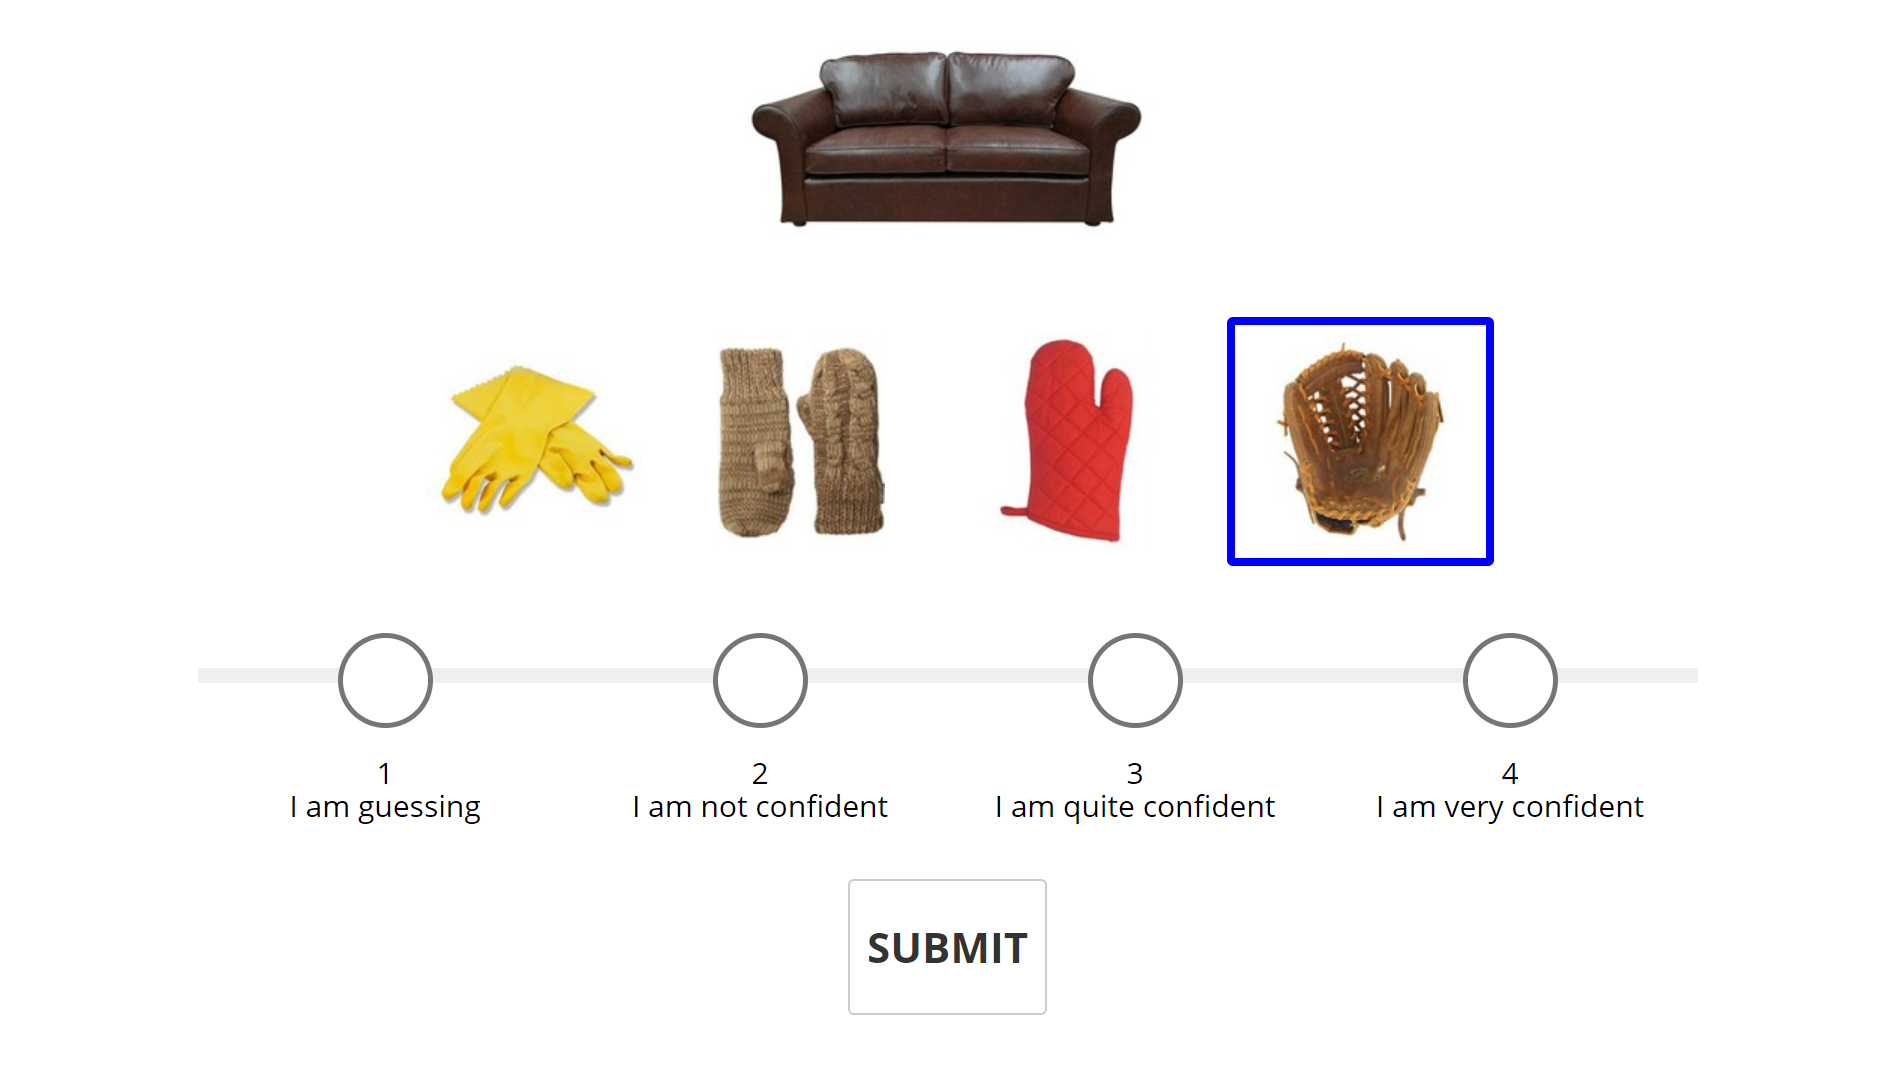 1
I am guessing
2
I am not confident
3
I am quite confident
4
I am very confident
SUBMIT